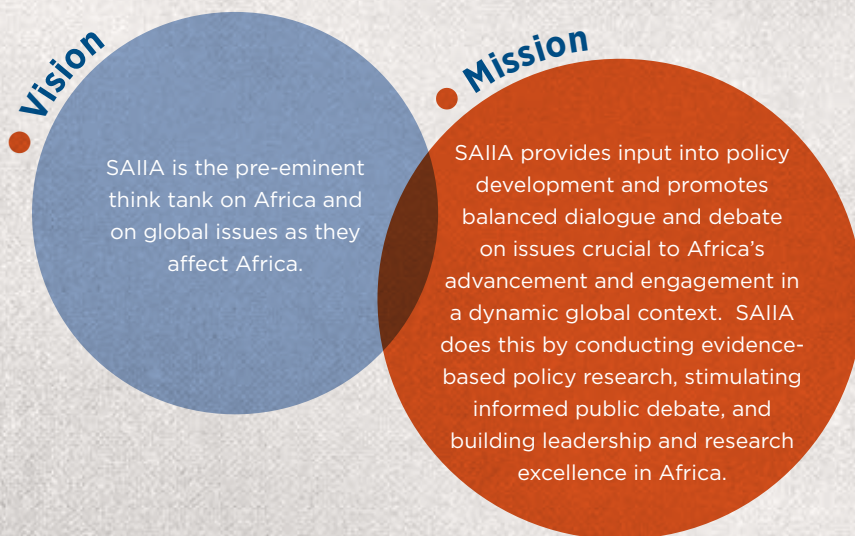 Vision
SAIIA is the pre-eminent
think tank on Africa and
on global issues as they
affect Africa.
Mission
SAIIA provides input into policy
development and promotes
balanced dialogue and debate
on issues crucial to Africa’s
advancement and engagement in
a dynamic global context.  SAIIA
does this by conducting evidence-
based policy research, stimulating
informed public debate, and
building leadership and research
excellence in Africa.